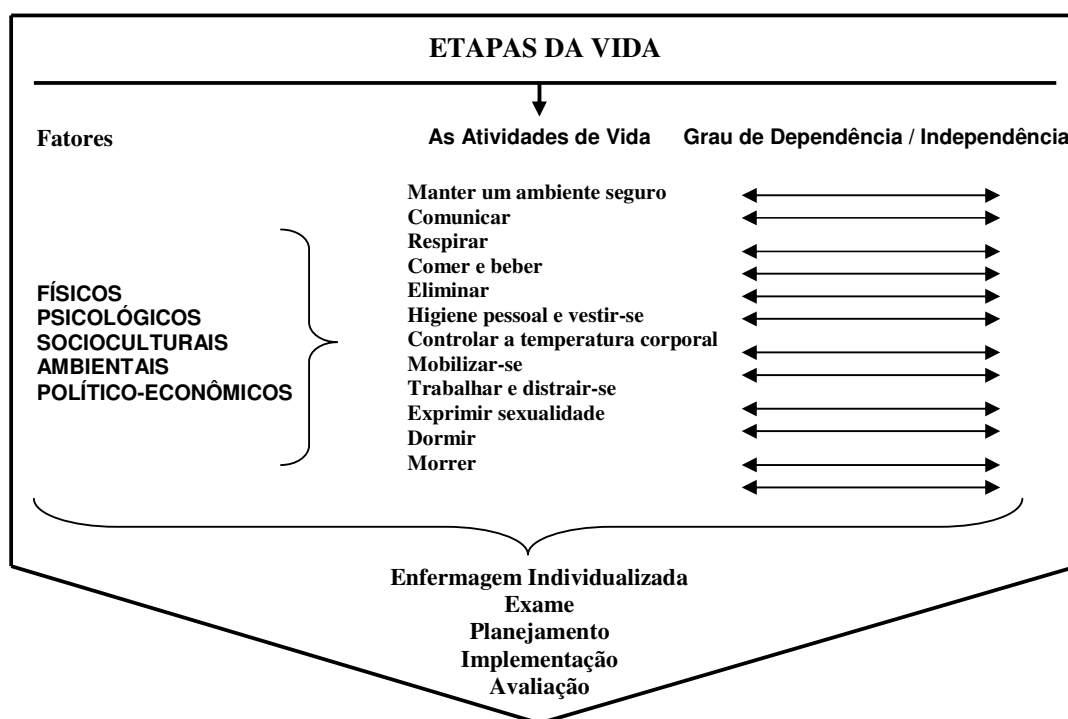 ETAPAS DA VIDA
Fatores
As Atividades de Vida
Grau de Dependência / Independência
FÍSICOS
PSICOLÓGICOS
SOCIOCULTURAIS
AMBIENTAIS
POLÍTICO-ECONÔMICOS
Manter um ambiente seguro
Comunicar
Respirar
Comer e beber
Eliminar
Higiene pessoal e vestir-se
Controlar a temperatura corporal
Mobilizar-se
Trabalhar e distrair-se
Exprimir sexualidade
Dormir
Morrer
Enfermagem Individualizada
Exame
Planejamento
Implementação
Avaliação